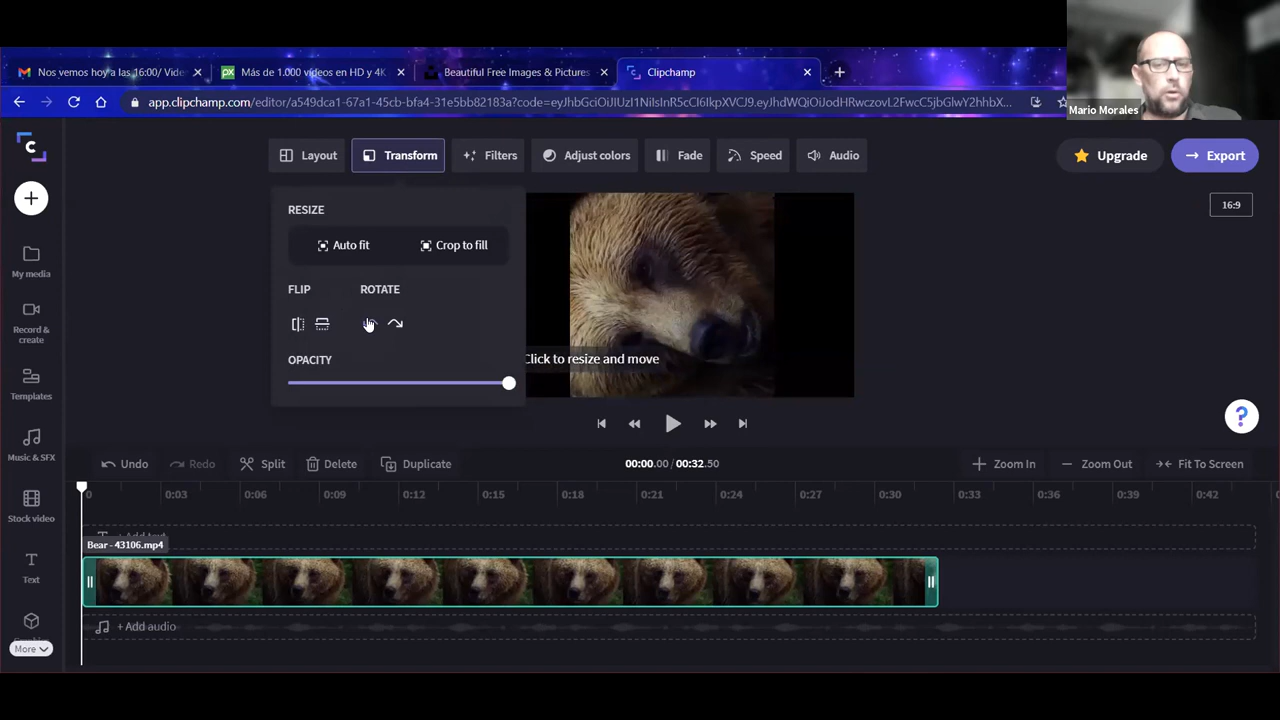 Nos vemos hoy a las 16:00/ Vide
Más de 1.000 vídeos en HD y 4K
Beautiful Free Images & Pictures
Clipchamp
Mario Morales
app.clipchamp.com/editor/a549dca1-67a1-45cb-bfa4-31e5bb82183a?code=eyJhbGciOiJIUzI1NiIsInR5cCI6IkpXVCJ9.eyJhdWQiOiJodHRwczovL2FwcC5jbGlwY2hhbX...
Layout
Transform
Filters
Adjust colors
Fade
Speed
Audio
Upgrade
Export
16:9
RESIZE
Auto fit
Crop to fill
FLIP
ROTATE
OPACITY
Click to resize and move
My media
Record & create
Templates
Music & SFX
Stock video
Text
More
Undo
Redo
Split
Delete
Duplicate
00:00.00 / 00:32.50
Zoom In
Zoom Out
Fit To Screen
0 0:03 0:06 0:09 0:12 0:15 0:18 0:21 0:24 0:27 0:30 0:33 0:36 0:39 0:42
Bear - 43106.mp4
+ Add audio